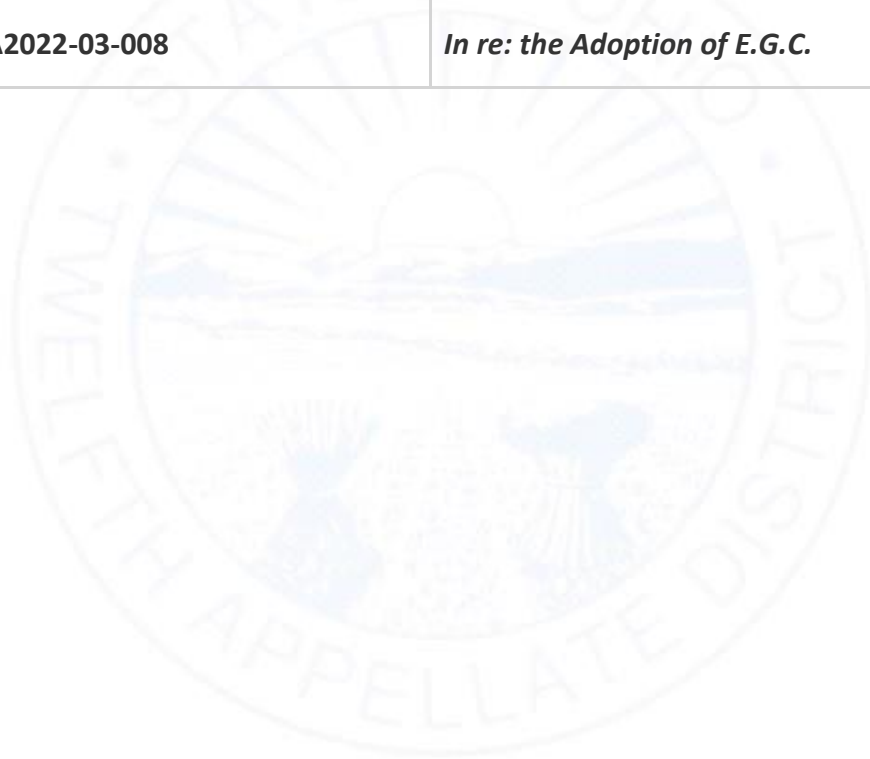 A2022-03-008
In re: the Adoption of E.G.C.
TWELFTH APPELLATE DISTRICT